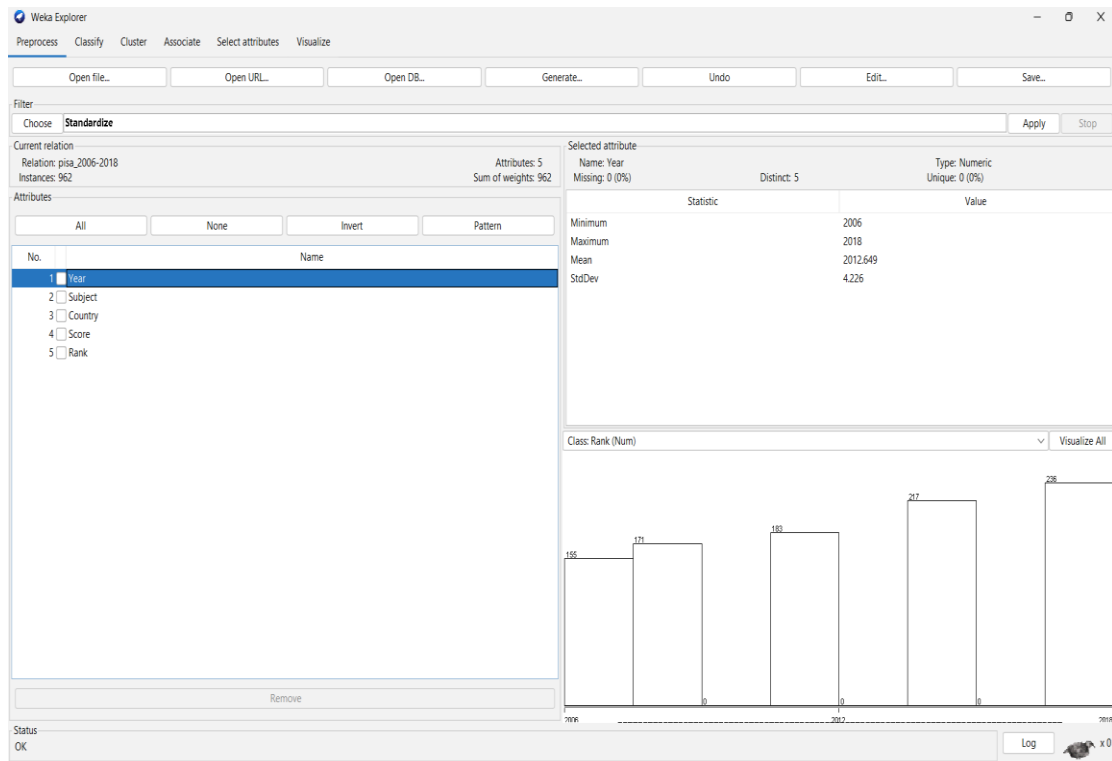 Weka Explorer
Preprocess Classify Cluster Associate Select attributes Visualize
Open file... Open URL... Open DB... Generate... Undo Edit... Save...
Filter
Choose Standardize Apply Stop
Current relation
Relation: pisa_2006-2018 Attributes: 5
Instances: 962 Sum of weights: 962
Selected attribute
Name: Year Type: Numeric
Missing: 0 (0%) Distinct: 5 Unique: 0 (0%)
Attributes
All None Invert Pattern
No. Name
1 Year
2 Subject
3 Country
4 Score
5 Rank
Remove
Statistic Value
Minimum 2006
Maximum 2018
Mean 2012.649
StdDev 4.226
Class: Rank (Num) Visualize All
155 171 183 217 236
0 0 0
2006 2012 2018
Status
OK
Log x 0